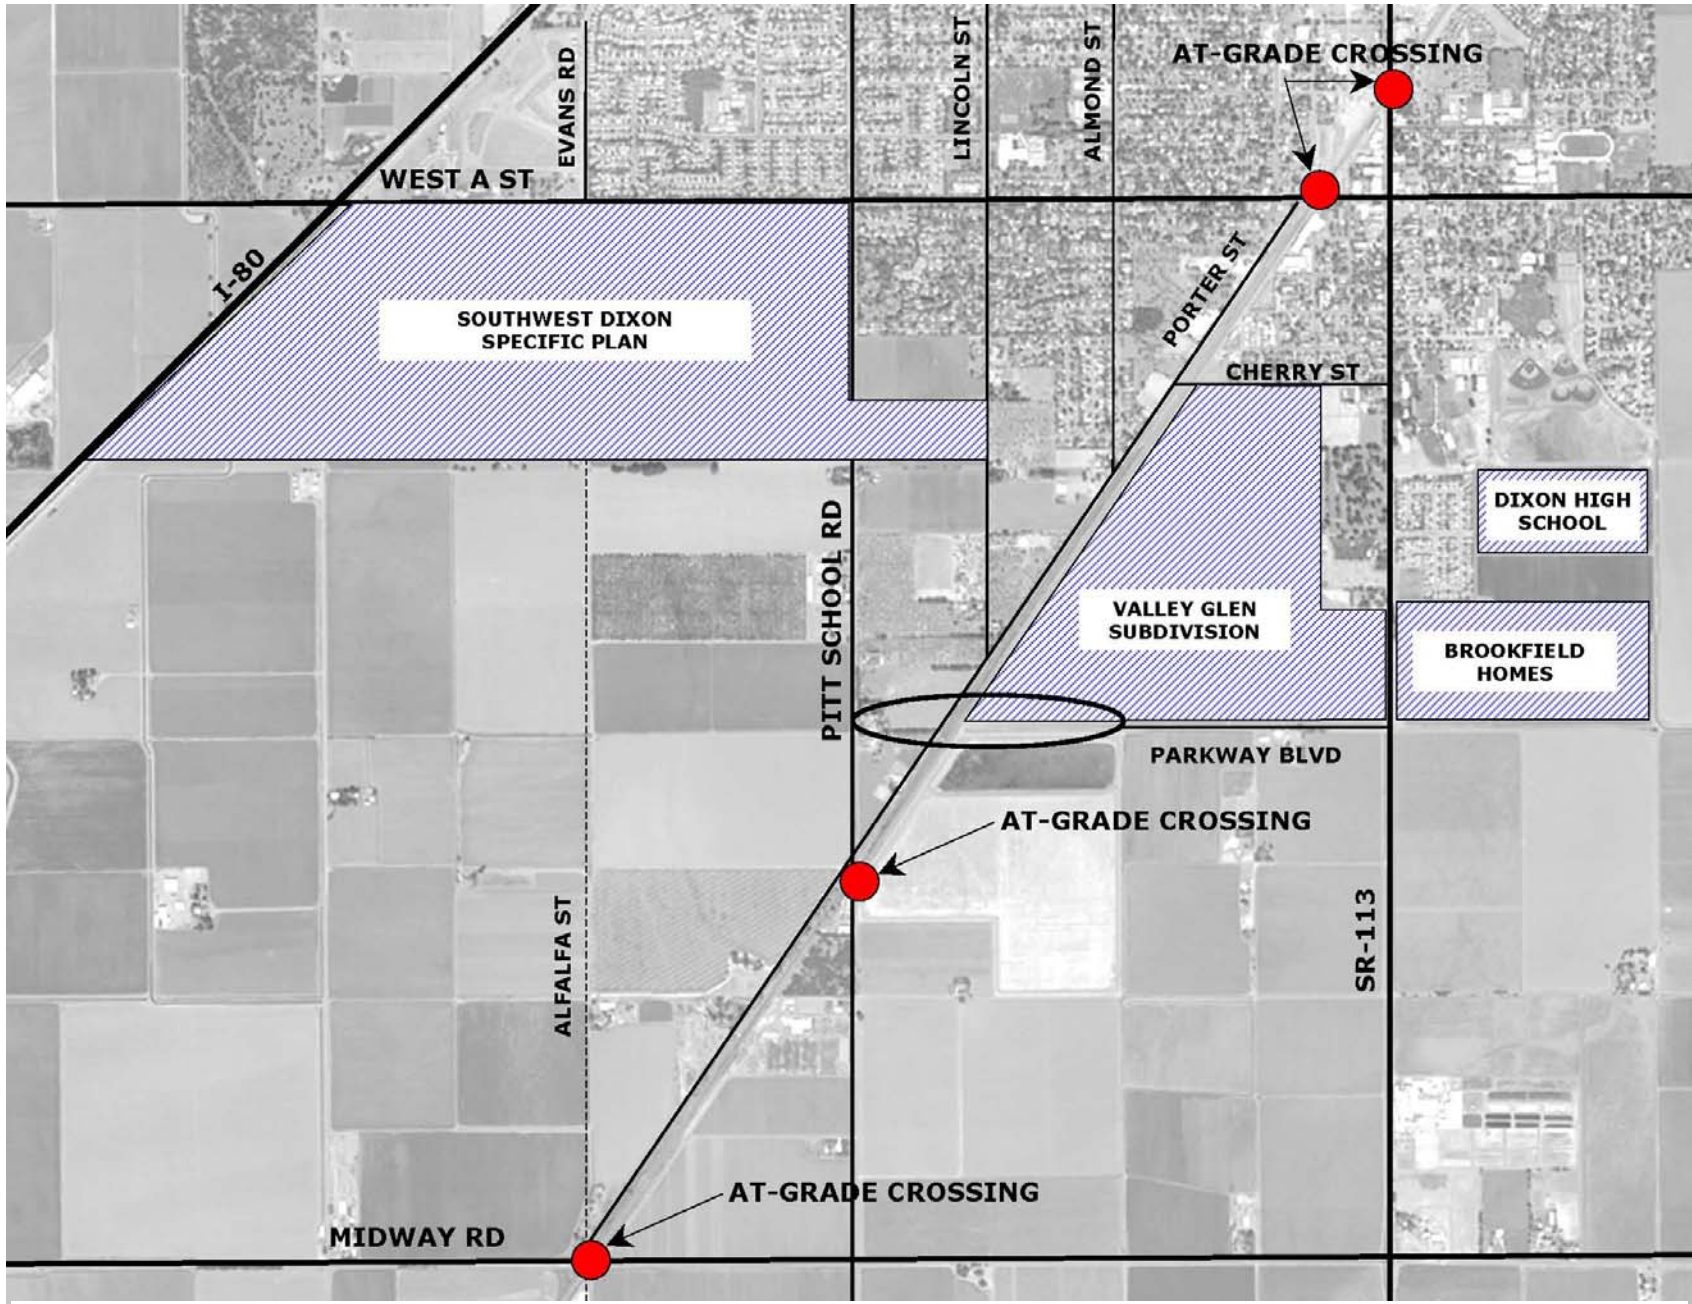 AT-GRADE CROSSING
EVANS RD
LINCOLN ST
ALMOND ST
WEST A ST
I-80
PORTER ST
SOUTHWEST DIXON
SPECIFIC PLAN
CHERRY ST
DIXON HIGH
SCHOOL
PITT SCHOOL RD
VALLEY GLEN
SUBDIVISION
BROOKFIELD
HOMES
PARKWAY BLVD
AT-GRADE CROSSING
ALFALFA ST
SR-113
AT-GRADE CROSSING
MIDWAY RD